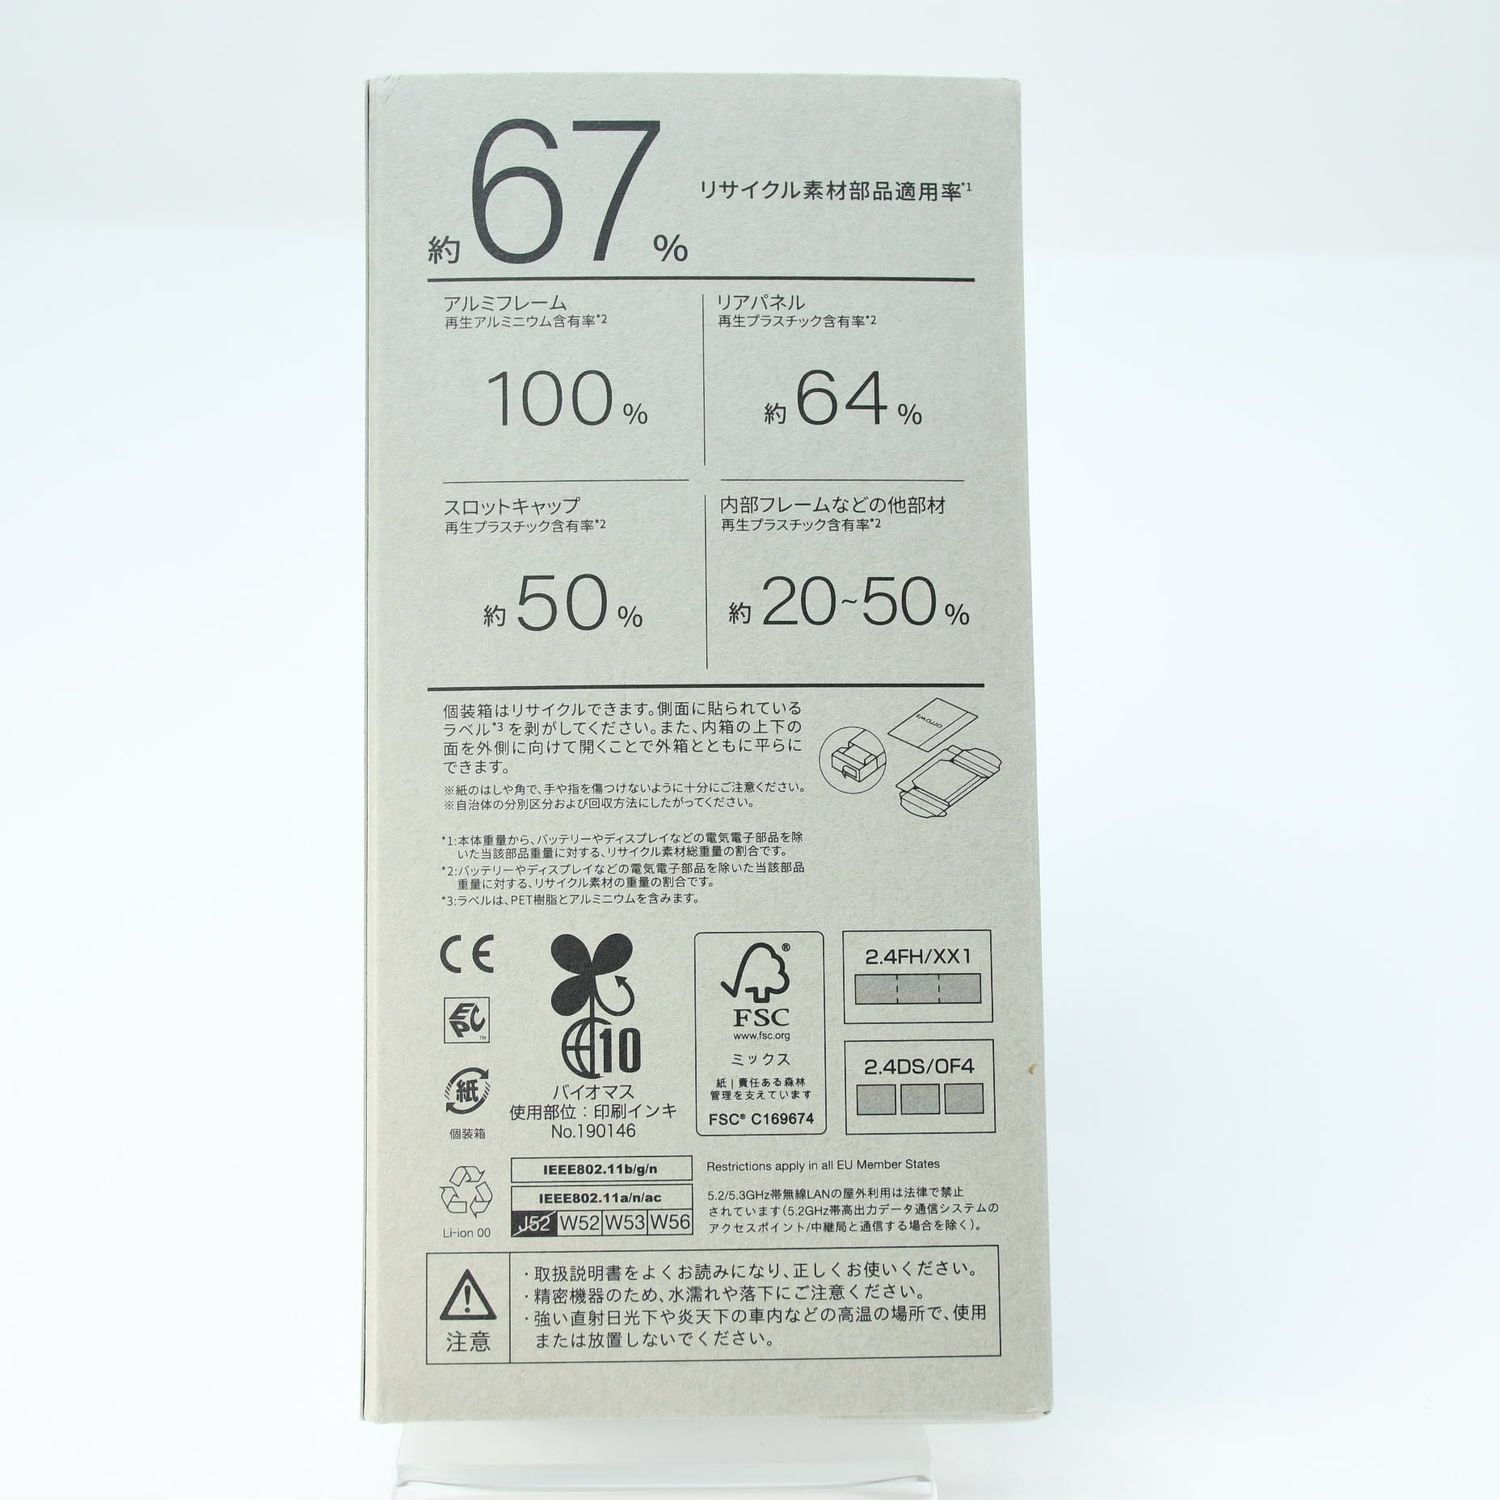 約67%
リサイクル素材部品適用率*1
アルミフレーム
再生アルミニウム含有率*2
100%
リアパネル
再生プラスチック含有率*2
約64%
スロットキャップ
再生プラスチック含有率*2
約50%
内部フレームなどの他部材
再生プラスチック含有率*2
約20~50%
個装箱はリサイクルできます。側面に貼られている
ラベル*3を剥がしてください。また、内箱の上下の
面を外側に向けて開くことで外箱とともに平らに
できます。
※紙のはしや角で、手や指を傷つけないように十分にご注意ください。
※自治体の分別区分および回収方法にしたがってください。
*1:本体重量から、バッテリーやディスプレイなどの電気電子部品を除
いた当該部品重量に対する、リサイクル素材総重量の割合です。
*2:バッテリーやディスプレイなどの電気電子部品を除いた当該部品
重量に対する、リサイクル素材の重量の割合です。
*3:ラベルは、PET樹脂とアルミニウムを含みます。
CE
紙
個装箱
Li-ion 00
10
バイオマス
使用部位:印刷インキ
No.190146
®
FSC
www.fsc.org
ミックス
紙|責任ある森林
管理を支えています
FSC® C169674
2.4FH/XX1
2.4DS/OF4
IEEE802.11b/g/n
IEEE802.11a/n/ac
J52 W52 W53 W56
Restrictions apply in all EU Member States
5.2/5.3GHz帯無線LANの屋外利用は法律で禁止
されています(5.2GHz帯高出力データ通信システムの
アクセスポイント/中継局と通信する場合を除く)。
注意
・取扱説明書をよくお読みになり、正しくお使いください。
・精密機器のため、水濡れや落下にご注意ください。
・強い直射日光下や炎天下の車内などの高温の場所で、使用
または放置しないでください。